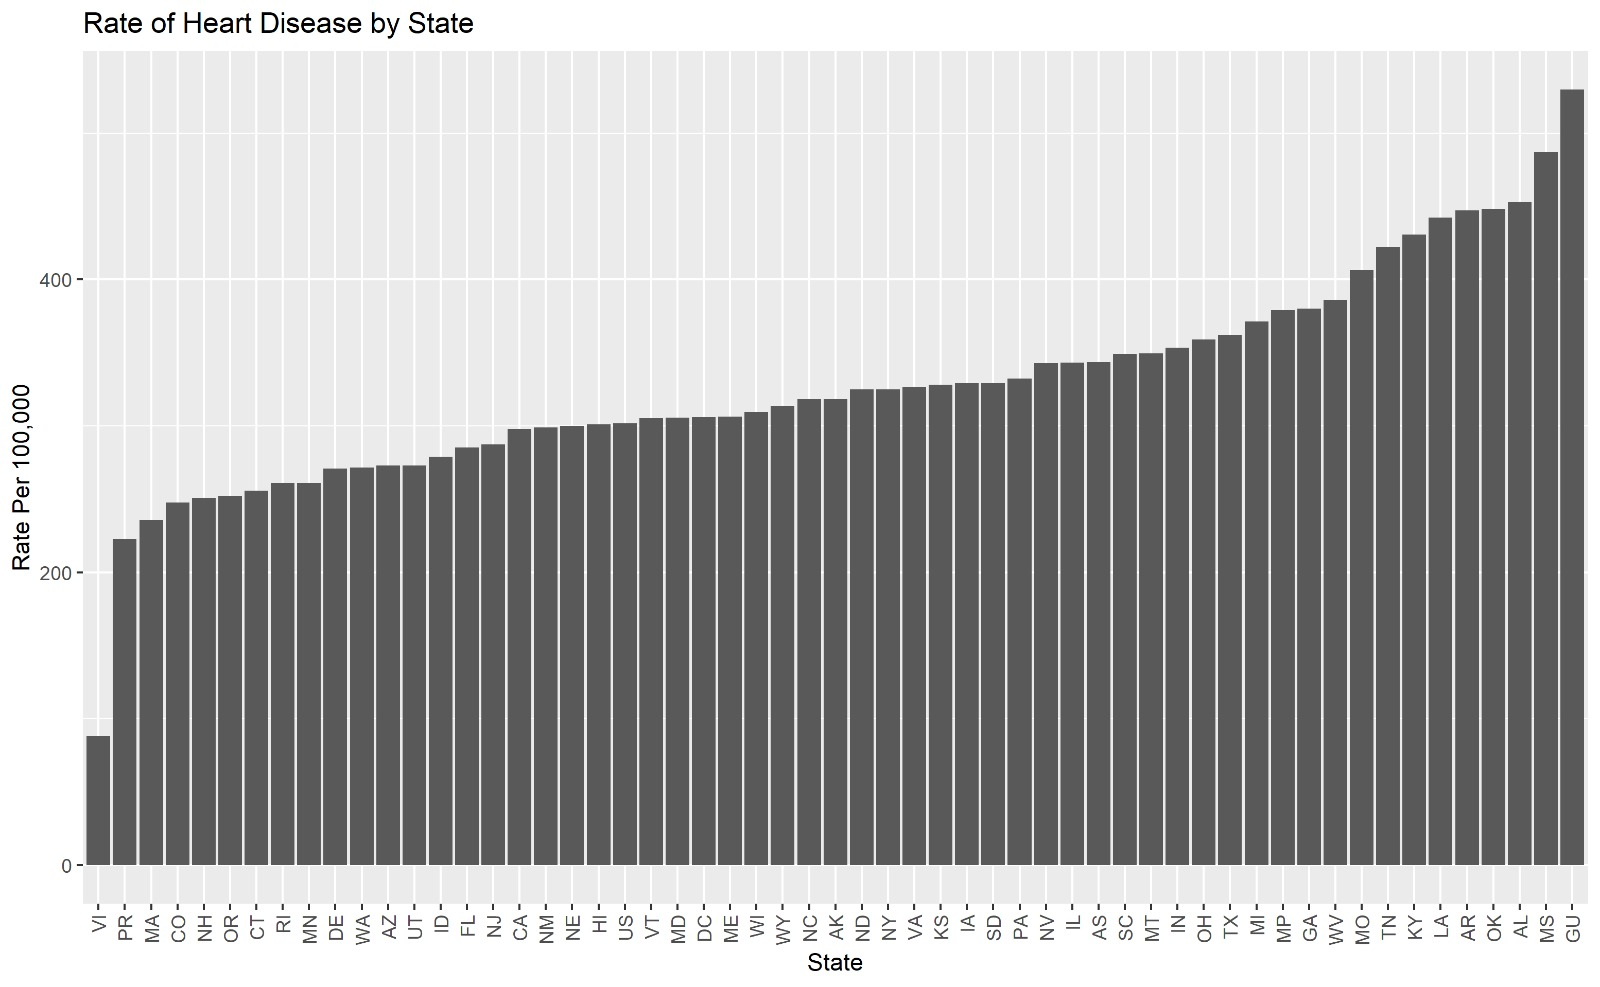 Rate of Heart Disease by State
Rate Per 100,000
400
200
0
VI PR MA CO NH OR CT RI MN DE WA AZ UT ID FL NJ CA NM NE HI US VT MD DC ME WI WY NC AK ND NY VA KS IA SD PA NV IL AS SC MT IN OH TX MI MP GA WV MO TN KY LA AR OK AL MS GU
State